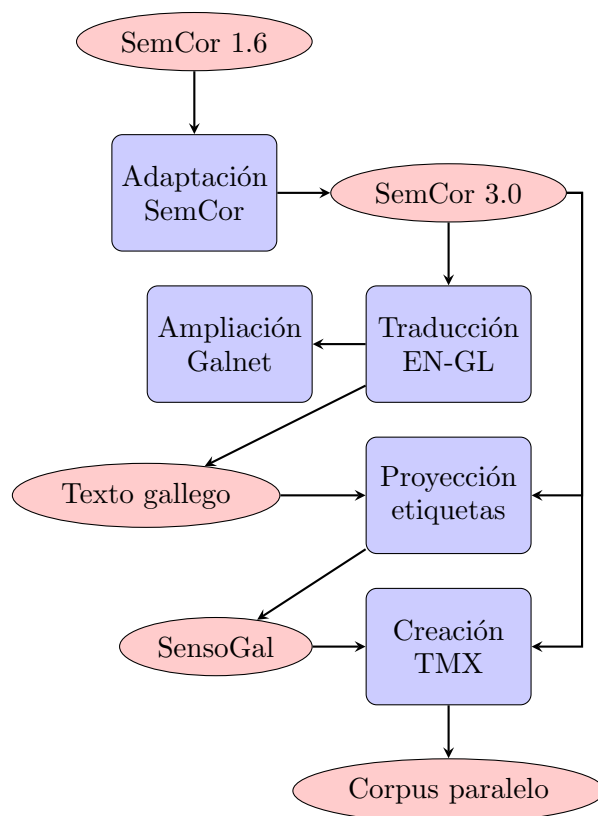 SemCor 1.6
Adaptación
SemCor
SemCor 3.0
Ampliación
Galnet
Traducción
EN-GL
Texto gallego
Proyección
etiquetas
SensoGal
Creación
TMX
Corpus paralelo